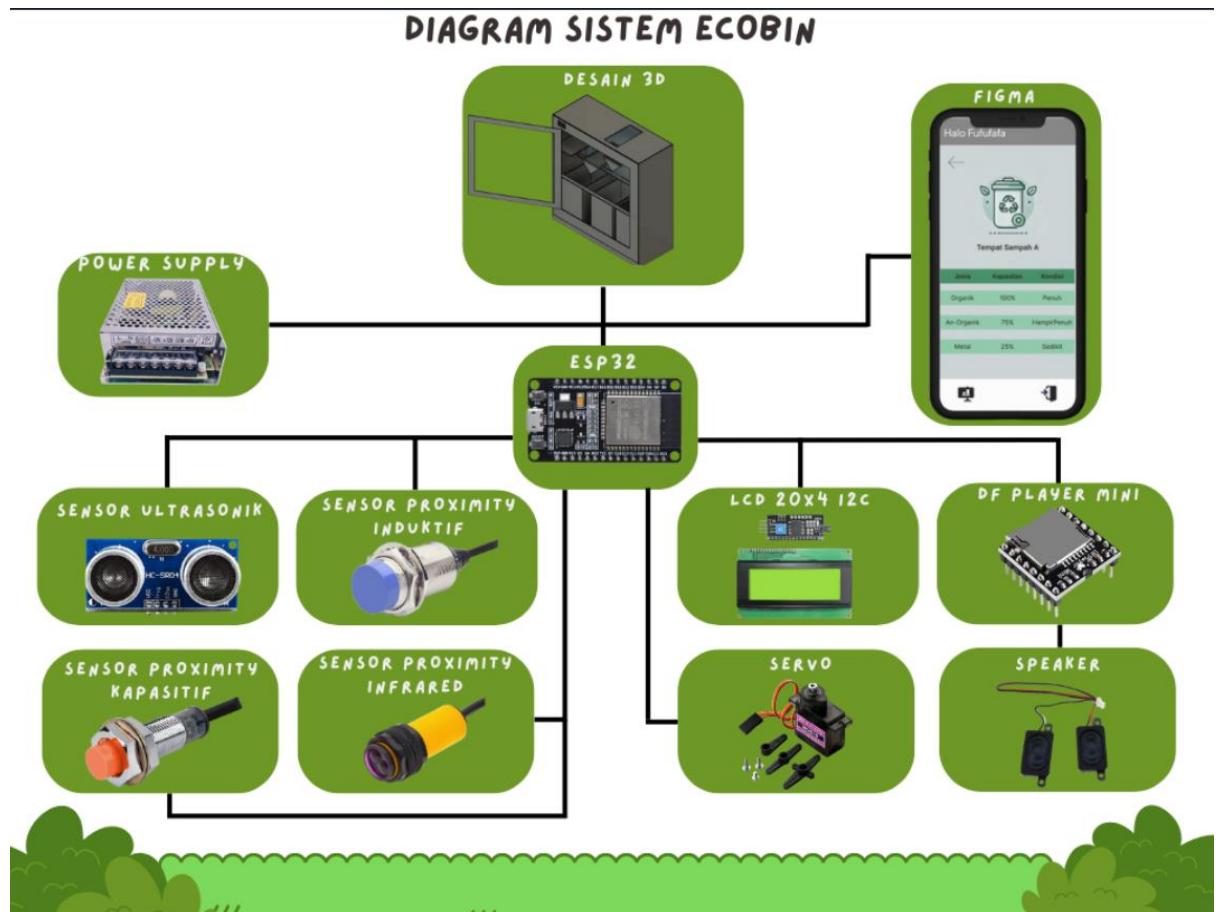 DIAGRAM SISTEM ECOBIN
DESAIN 3D
FIGMA
Halo Fufufafa
Tempat Sampah A
Jenis Kapasitas Kondisi
Organik 100% Penuh
An-Organik 75% HampirPenuh
Metal 25% Sedikit
POWER SUPPLY
ESP32
SENSOR ULTRASONIK
HC-SR04
SENSOR PROXIMITY
INDUKTIF
LCD 20X4 I2C
DF PLAYER MINI
SENSOR PROXIMITY
KAPASITIF
SENSOR PROXIMITY
INFRARED
SERVO
SPEAKER